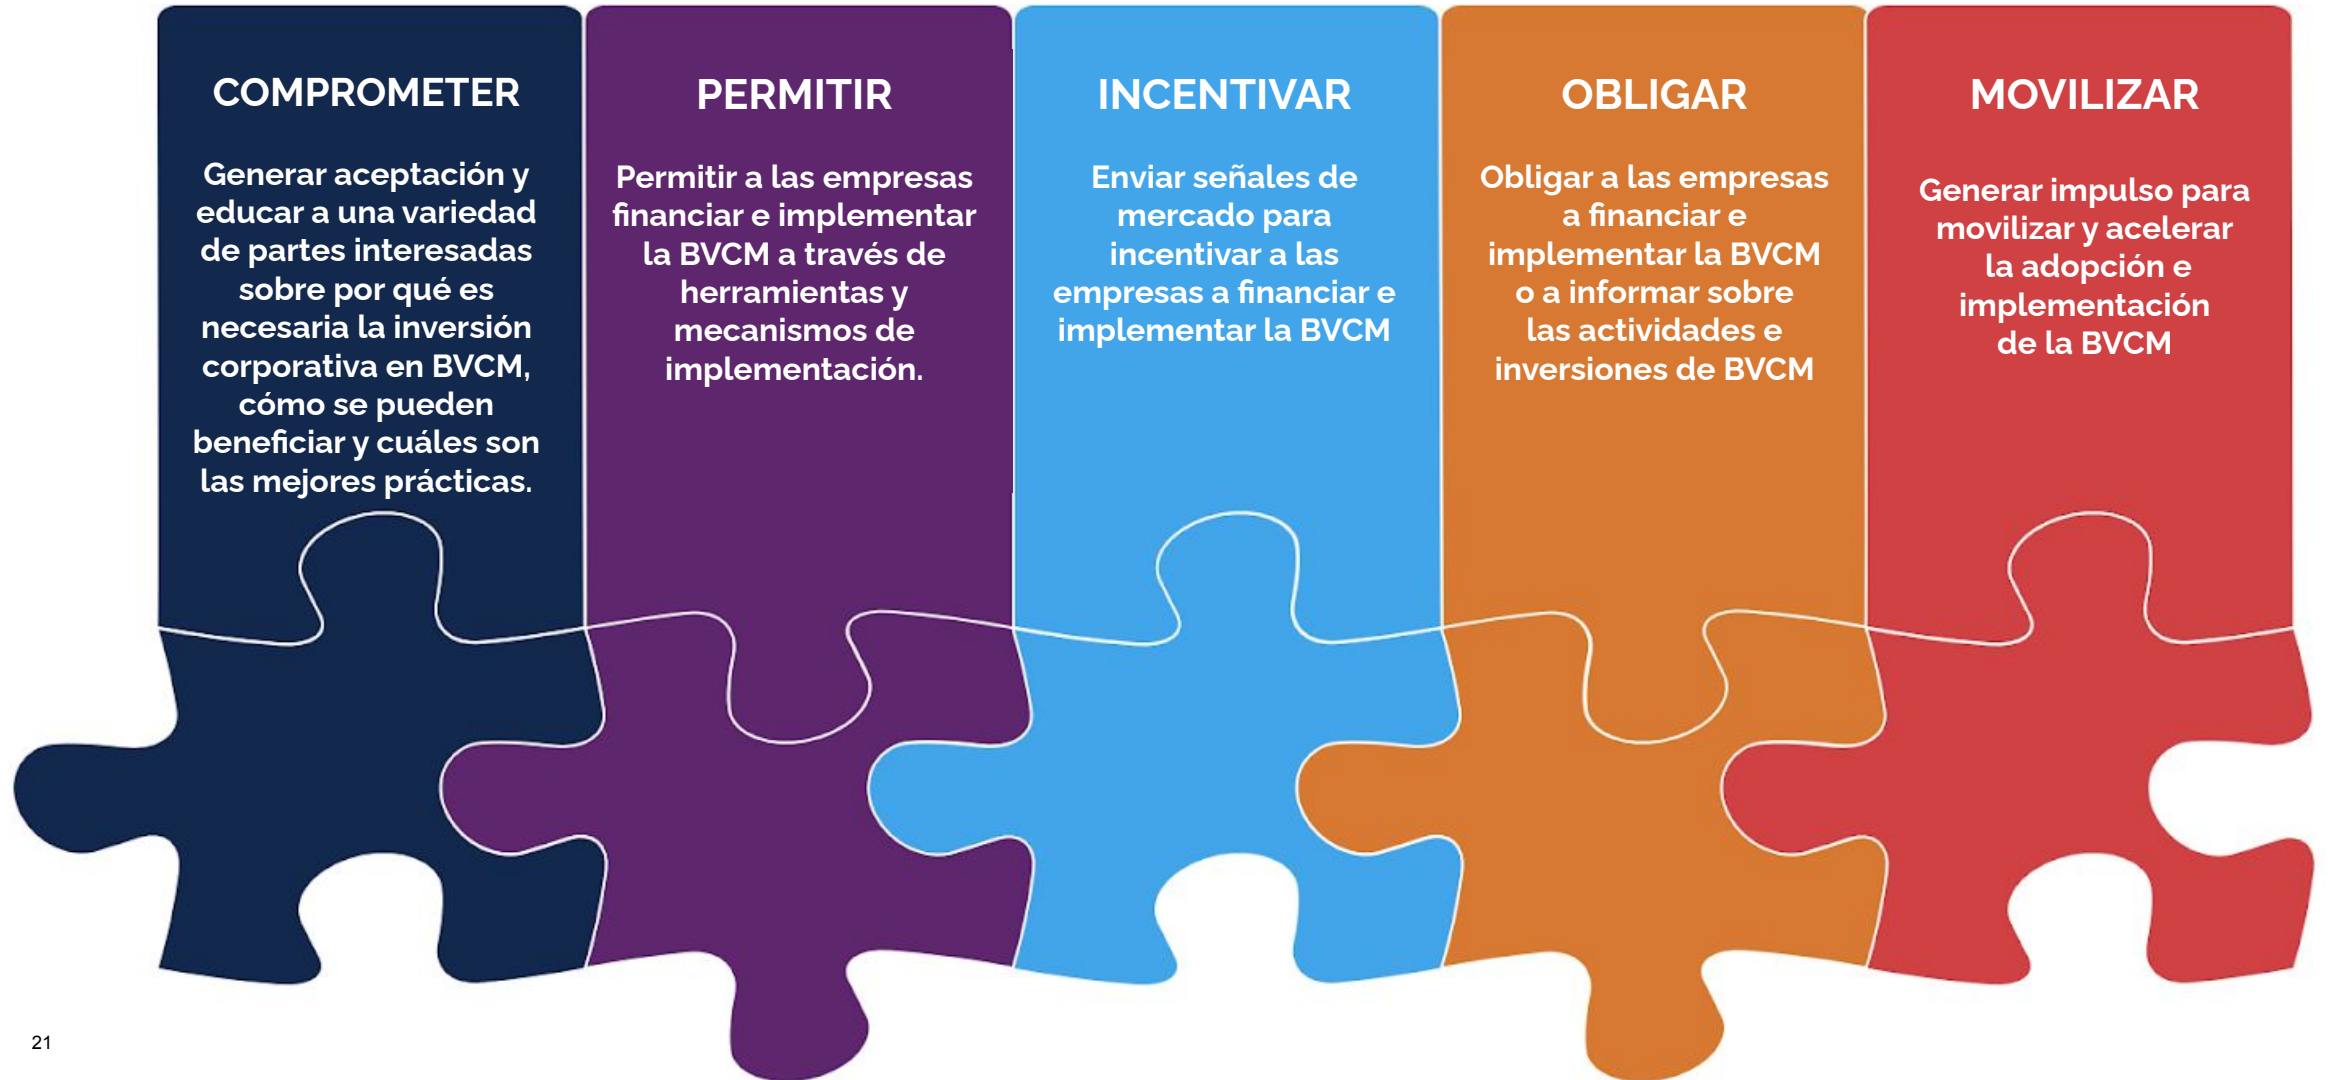 COMPROMETER
Generar aceptación y
educar a una variedad
de partes interesadas
sobre por qué es
necesaria la inversión
corporativa en BVCM,
cómo se pueden
beneficiar y cuáles son
las mejores prácticas.
PERMITIR
Permitir a las empresas
financiar e implementar
la BVCM a través de
herramientas y
mecanismos de
implementación.
INCENTIVAR
Enviar señales de
mercado para
incentivar a las
empresas a financiar e
implementar la BVCM
OBLIGAR
Obligar a las empresas
a financiar e
implementar la BVCM
o a informar sobre
las actividades e
inversiones de BVCM
MOVILIZAR
Generar impulso para
movilizar y acelerar
la adopción e
implementación
de la BVCM
21